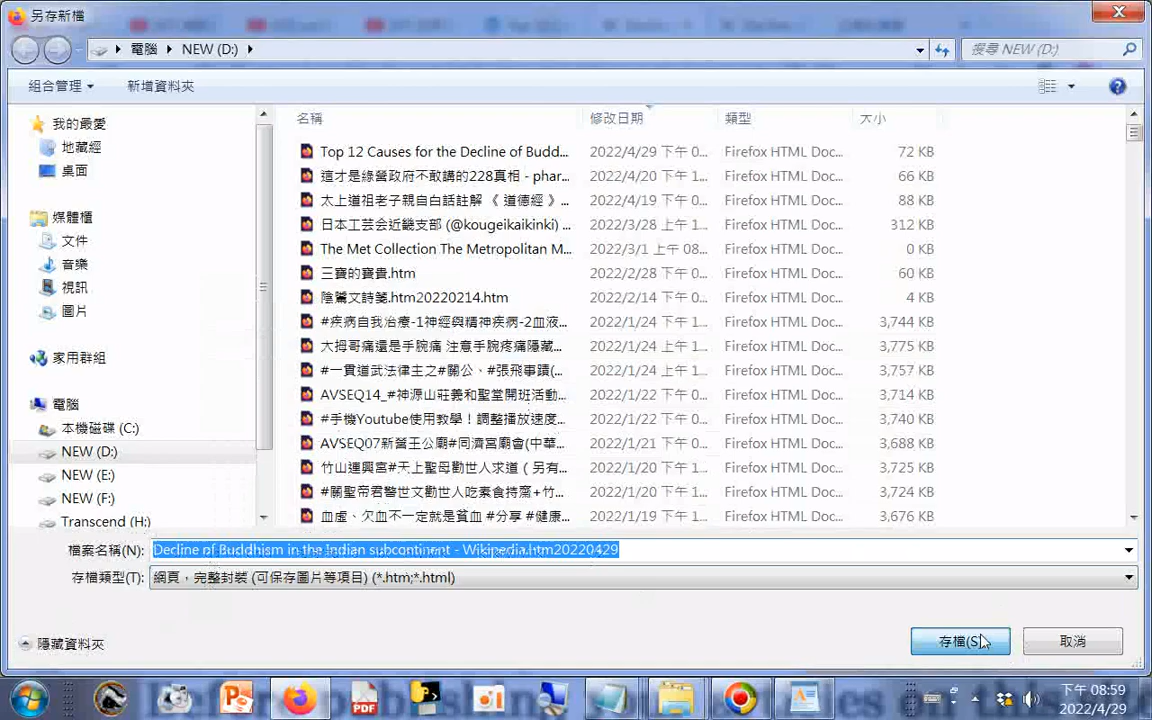 另存新檔
電腦 NEW (D:)
搜尋 NEW (D:)
組合管理
新增資料夾
我的最愛
地藏經
桌面
媒體櫃
文件
音樂
視訊
圖片
家用群組
電腦
本機磁碟 (C:)
NEW (D:)
NEW (E:)
NEW (F:)
Transcend (H:)
名稱 修改日期 類型 大小
Top 12 Causes for the Decline of Budd... 2022/4/29 下午 0... Firefox HTML Doc... 72 KB
這才是綠營政府不敢講的228真相 - phar... 2022/4/20 下午 1... Firefox HTML Doc... 66 KB
太上道祖老子親自白話註解 《 道德經 》... 2022/4/19 下午 0... Firefox HTML Doc... 88 KB
日本工芸会近畿支部 (@kougeikaikinki) ... 2022/3/28 上午 1... Firefox HTML Doc... 312 KB
The Met Collection The Metropolitan M... 2022/3/1 上午 08... Firefox HTML Doc... 0 KB
三寶的寶貴.htm 2022/2/28 下午 0... Firefox HTML Doc... 60 KB
陰騭文詩箋.htm20220214.htm 2022/2/14 下午 0... Firefox HTML Doc... 4 KB
#疾病自我治療-1神經與精神疾病-2血液... 2022/1/24 下午 1... Firefox HTML Doc... 3,744 KB
大拇哥痛還是手腕痛 注意手腕疼痛隱藏... 2022/1/24 上午 1... Firefox HTML Doc... 3,775 KB
#一貫道武法律主之#關公、#張飛事蹟(... 2022/1/24 上午 1... Firefox HTML Doc... 3,757 KB
AVSEQ14_#神源山莊義和聖堂開班活動... 2022/1/22 下午 0... Firefox HTML Doc... 3,714 KB
#手機Youtube使用教學！調整播放速度... 2022/1/22 下午 0... Firefox HTML Doc... 3,740 KB
AVSEQ07新營王公廟#同濟宮廟會(中華... 2022/1/21 下午 0... Firefox HTML Doc... 3,688 KB
竹山連興宮#天上聖母勸世人求道 ( 另有... 2022/1/20 下午 0... Firefox HTML Doc... 3,725 KB
#關聖帝君警世文勸世人吃素食持齋+竹... 2022/1/20 下午 0... Firefox HTML Doc... 3,724 KB
血虛、欠血不一定就是貧血 #分享 #健康... 2022/1/19 下午 1... Firefox HTML Doc... 3,676 KB
檔案名稱(N): Decline of Buddhism in the Indian subcontinent - Wikipedia.htm20220429
存檔類型(T): 網頁，完整封裝 (可保存圖片等項目) (*.htm;*.html)
隱藏資料夾
存檔(S)
取消
下午 08:59
2022/4/29